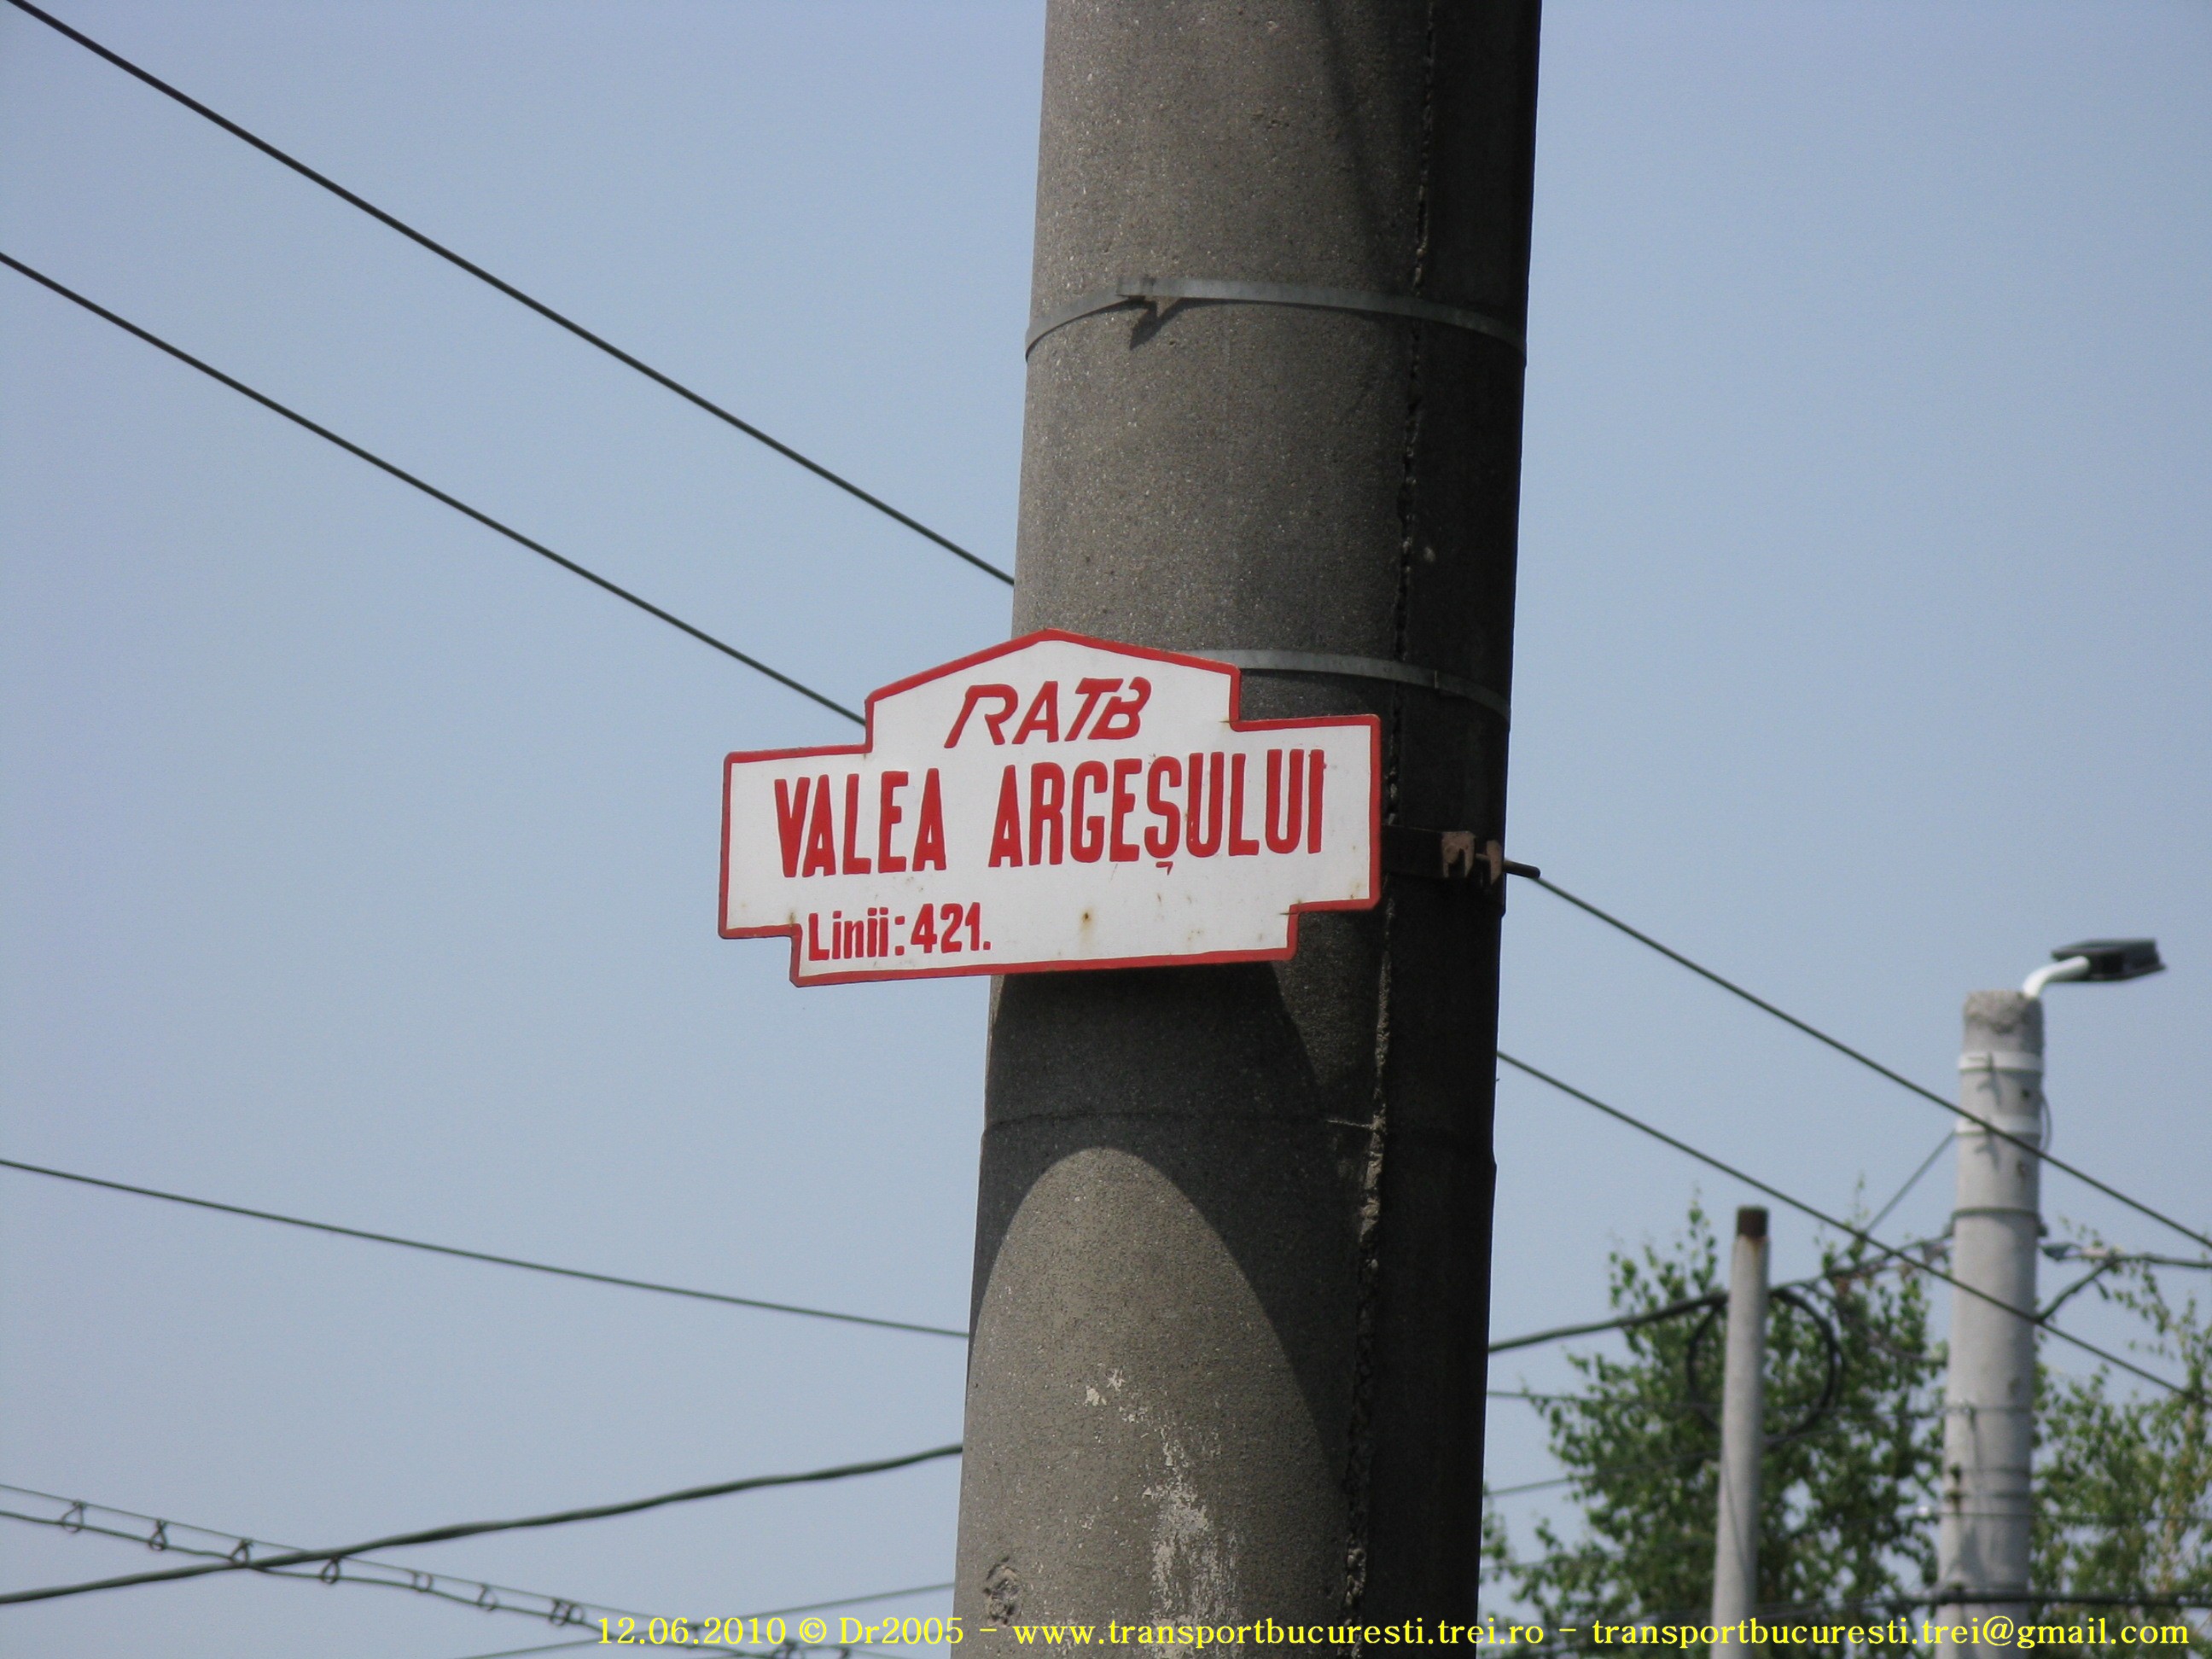 RATB
VALEA ARGEȘULUI
Linii: 421.
12.06.2010 © Dr2005 - www.transportbucuresti.trei.ro - transportbucuresti.trei@gmail.com